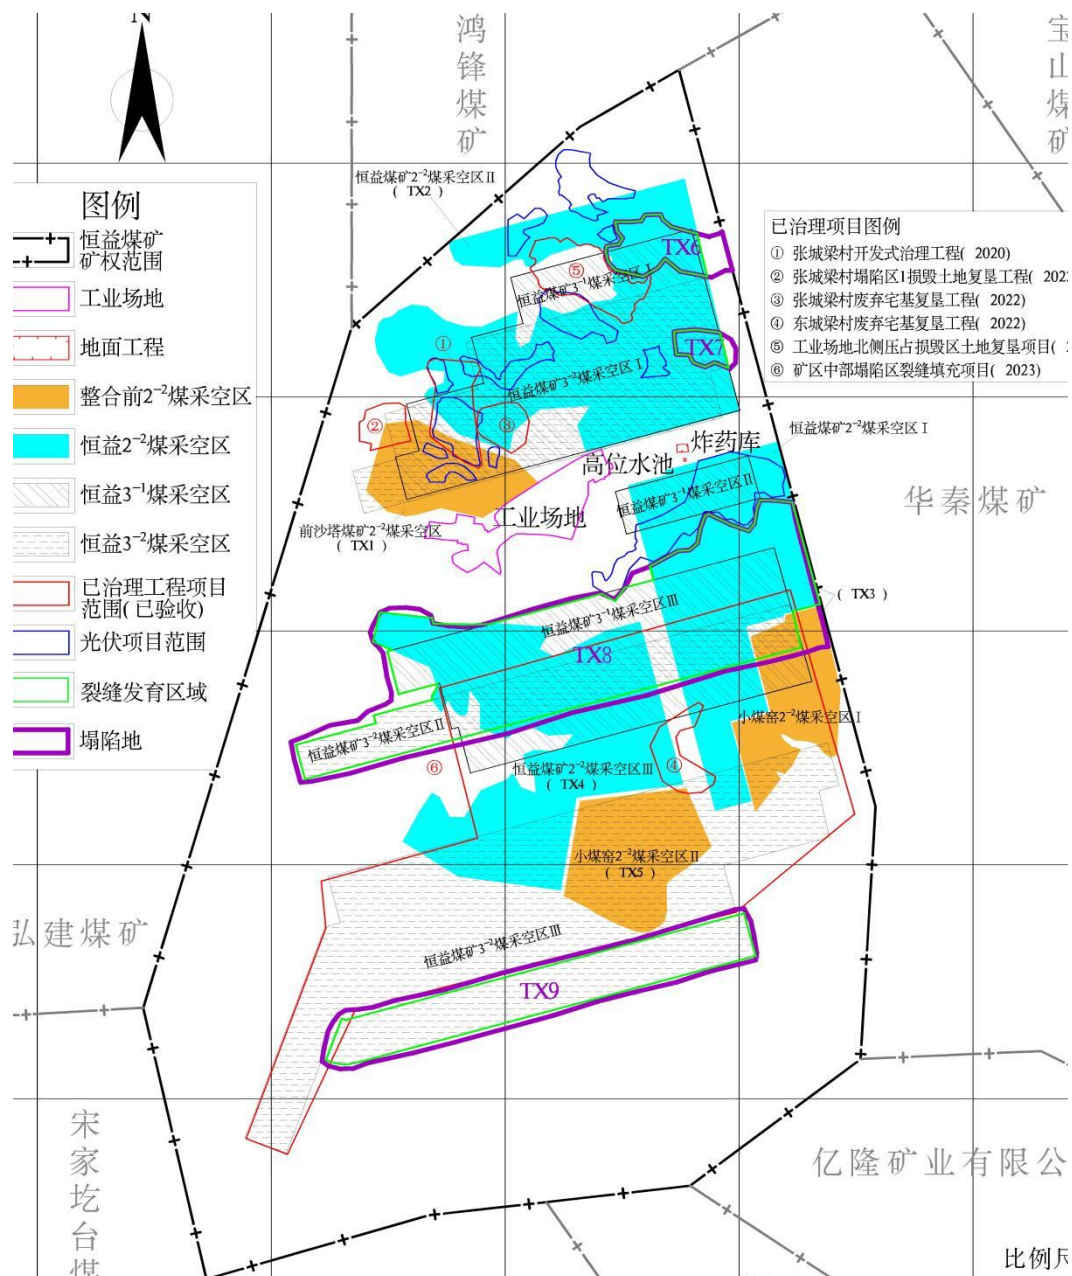 N
鸿锋煤矿
宝山煤矿
恒益煤矿2⁻²煤采空区Ⅱ
( TX2 )
图例
恒益煤矿
矿权范围
工业场地
地面工程
整合前2⁻²煤采空区
恒益2⁻²煤采空区
恒益3⁻¹煤采空区
恒益3⁻²煤采空区
已治理工程项目
范围(已验收)
光伏项目范围
裂缝发育区域
塌陷地
已治理项目图例
① 张城梁村开发式治理工程( 2020)
② 张城梁村塌陷区1损毁土地复垦工程( 202
③ 张城梁村废弃宅基复垦工程( 2022)
④ 东城梁村废弃宅基复垦工程( 2022)
⑤ 工业场地北侧压占损毁区土地复垦项目( 2
⑥ 矿区中部塌陷区裂缝填充项目( 2023)
TX6
⑤
恒益煤矿3⁻¹煤采空区Ⅰ
①
TX7
恒益煤矿3⁻²煤采空区Ⅰ
②
③
恒益煤矿2⁻²煤采空区Ⅰ
炸药库
高位水池
恒益煤矿3⁻¹煤采空区Ⅱ
华秦煤矿
工业场地
前沙塔煤矿2⁻²煤采空区
( TX1 )
( TX3 )
恒益煤矿3⁻¹煤采空区Ⅲ
TX8
小煤窑2⁻²煤采空区Ⅰ
恒益煤矿3⁻²煤采空区Ⅱ
⑥
④
恒益煤矿2⁻²煤采空区Ⅲ
( TX4 )
小煤窑2⁻²煤采空区Ⅱ
( TX5 )
弘建煤矿
恒益煤矿3⁻²煤采空区Ⅲ
TX9
宋家圪台煤
亿隆矿业有限公
比例尺